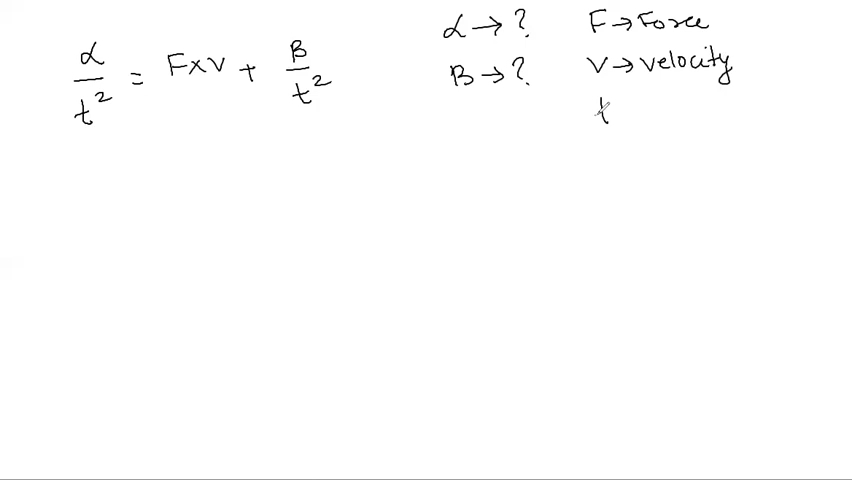 α/t² = F×v + β/t²
α → ? F → Force
β → ? v → velocity
t